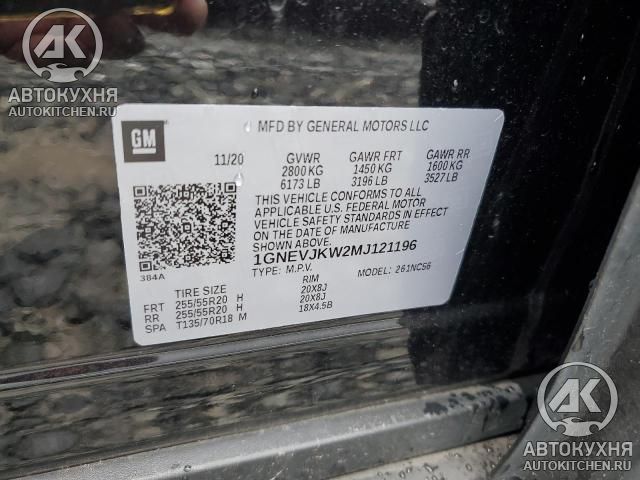 AK
АВТОКУХНЯ
AUTOKITCHEN.RU
GM
MFD BY GENERAL MOTORS LLC
11/20 GVWR GAWR FRT GAWR RR
2800 KG 1450 KG 1600 KG
6173 LB 3196 LB 3527 LB
THIS VEHICLE CONFORMS TO ALL
APPLICABLE U.S. FEDERAL MOTOR
VEHICLE SAFETY STANDARDS IN EFFECT
ON THE DATE OF MANUFACTURE
SHOWN ABOVE.
1GNEVJKW2MJ121196
384A TYPE: M.P.V. MODEL: 261NC56
TIRE SIZE RIM
FRT 255/55R20 H 20X8J
RR 255/55R20 H 20X8J
SPA T135/70R18 M 18X4.5B
AK
АВТОКУХНЯ
AUTOKITCHEN.RU